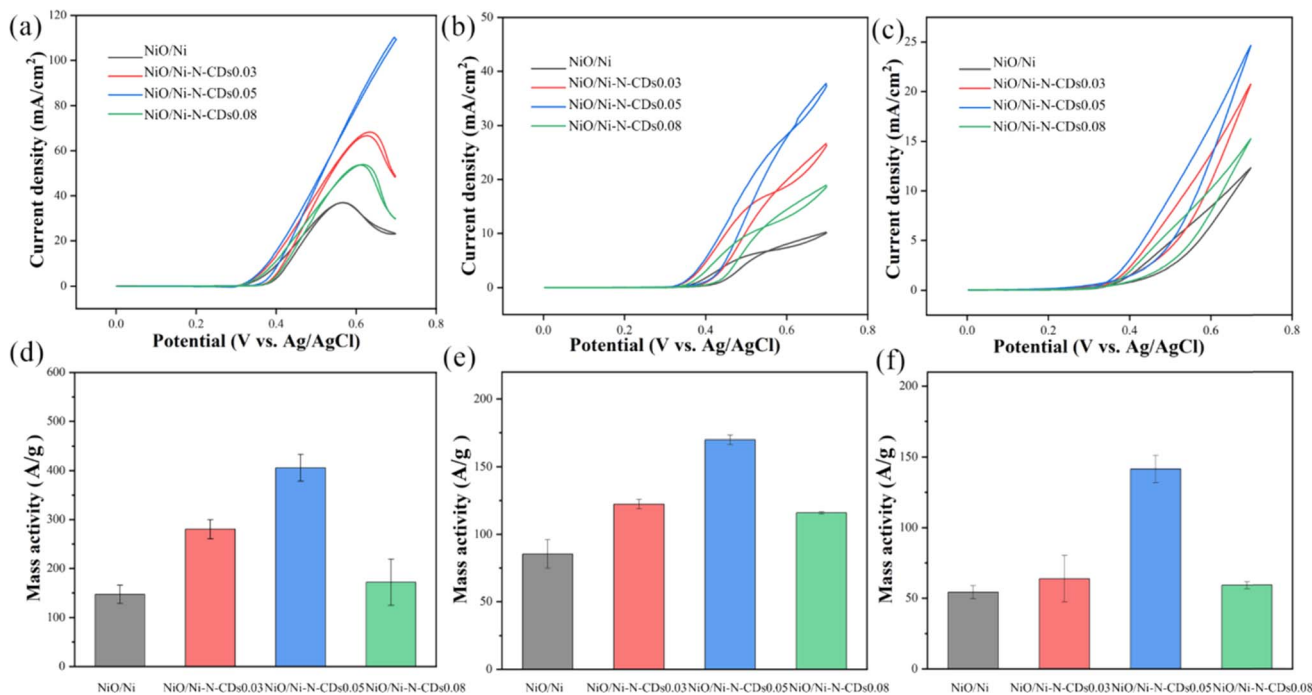 (a)
120
100
80
60
40
20
0
Current density (mA/cm²)
NiO/Ni
NiO/Ni-N-CDs0.03
NiO/Ni-N-CDs0.05
NiO/Ni-N-CDs0.08
0.0 0.2 0.4 0.6 0.8
Potential (V vs. Ag/AgCl)
(b)
50
40
30
20
10
0
Current density (mA/cm²)
NiO/Ni
NiO/Ni-N-CDs0.03
NiO/Ni-N-CDs0.05
NiO/Ni-N-CDs0.08
0.0 0.2 0.4 0.6 0.8
Potential (V vs. Ag/AgCl)
(c)
25
20
15
10
5
0
Current density (mA/cm²)
NiO/Ni
NiO/Ni-N-CDs0.03
NiO/Ni-N-CDs0.05
NiO/Ni-N-CDs0.08
0.0 0.2 0.4 0.6 0.8
Potential (V vs. Ag/AgCl)
(d)
600
500
400
300
200
100
0
Mass activity (A/g )
NiO/Ni NiO/Ni-N-CDs0.03 NiO/Ni-N-CDs0.05 NiO/Ni-N-CDs0.08
(e)
200
150
100
50
0
Mass activity (A/g )
NiO/Ni NiO/Ni-N-CDs0.03 NiO/Ni-N-CDs0.05 NiO/Ni-N-CDs0.08
(f)
200
150
100
50
0
Mass activity (A/g )
NiO/Ni NiO/Ni-N-CDs0.03 NiO/Ni-N-CDs0.05 NiO/Ni-N-CDs0.08